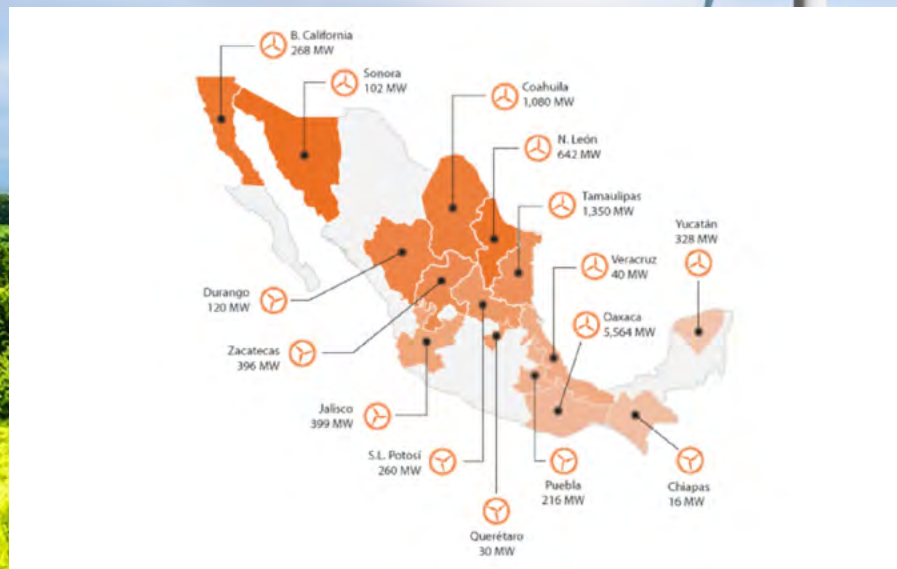 B. California
268 MW
Sonora
102 MW
Coahuila
1,080 MW
N. León
642 MW
Tamaulipas
1,350 MW
Yucatán
328 MW
Veracruz
40 MW
Oaxaca
5,564 MW
Durango
120 MW
Zacatecas
396 MW
Jalisco
399 MW
S.L. Potosí
260 MW
Querétaro
30 MW
Puebla
216 MW
Chiapas
16 MW